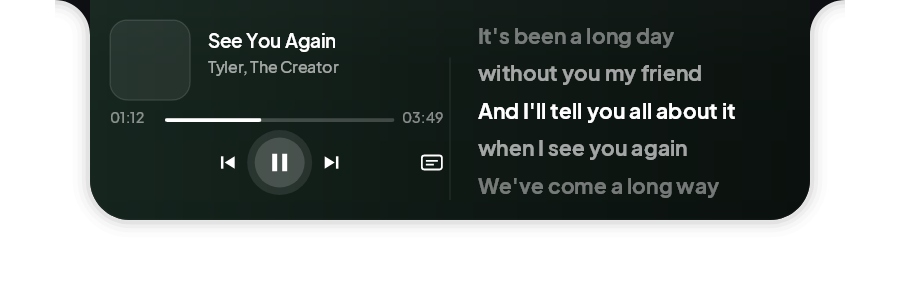 See You Again
Tyler, The Creator
01:12
03:49
It's been a long day
without you my friend
And I'll tell you all about it
when I see you again
We've come a long way